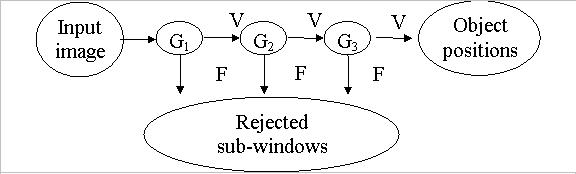 V V V
Input
image
G₁ G₂ G₃
Object
positions
F F F
Rejected
sub-windows